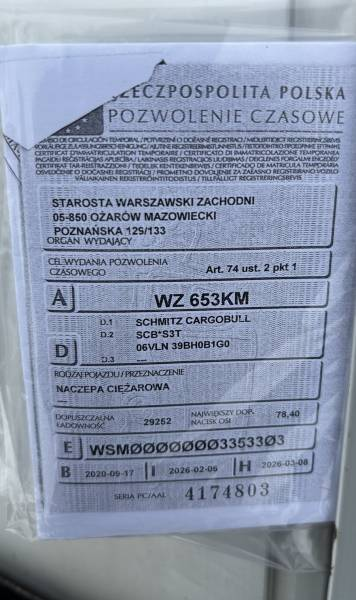 RZECZPOSPOLITA POLSKA
POZWOLENIE CZASOWE
STAROSTA WARSZAWSKI ZACHODNI
05-850 OŻARÓW MAZOWIECKI
POZNAŃSKA 129/133
ORGAN WYDAJĄCY
CEL WYDANIA POZWOLENIA CZASOWEGO Art. 74 ust. 2 pkt 1
A WZ 653KM
D.1 SCHMITZ CARGOBULL
D.2 SCB*S3T
D 06VLN 39BH0B1G0
D.3 ---
RODZAJ POJAZDU / PRZEZNACZENIE
NACZEPA CIĘŻAROWA
---
DOPUSZCZALNA ŁADOWNOŚĆ 29252 NAJWIĘKSZY DOP. NACISK OSI 78,40
E WSMØØØØØØØ33533Ø3
B 2020-09-17 I 2026-02-06 H 2026-03-08
SERIA PC/AAL 4174803